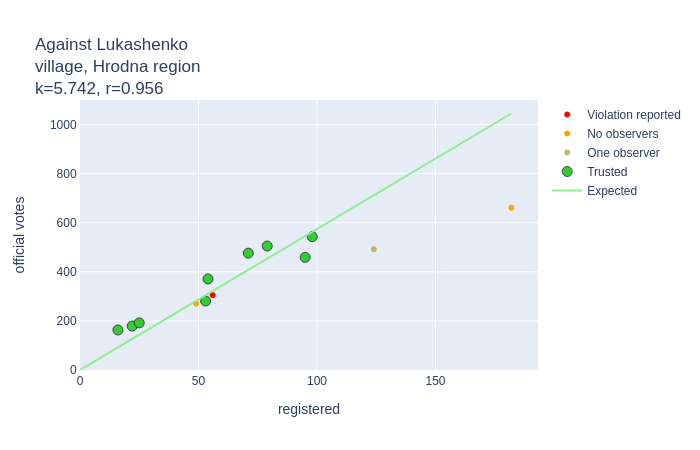 Against Lukashenko
village, Hrodna region
k=5.742, r=0.956
Violation reported
No observers
One observer
Trusted
Expected
official votes
1000
800
600
400
200
0
0
50
100
150
registered